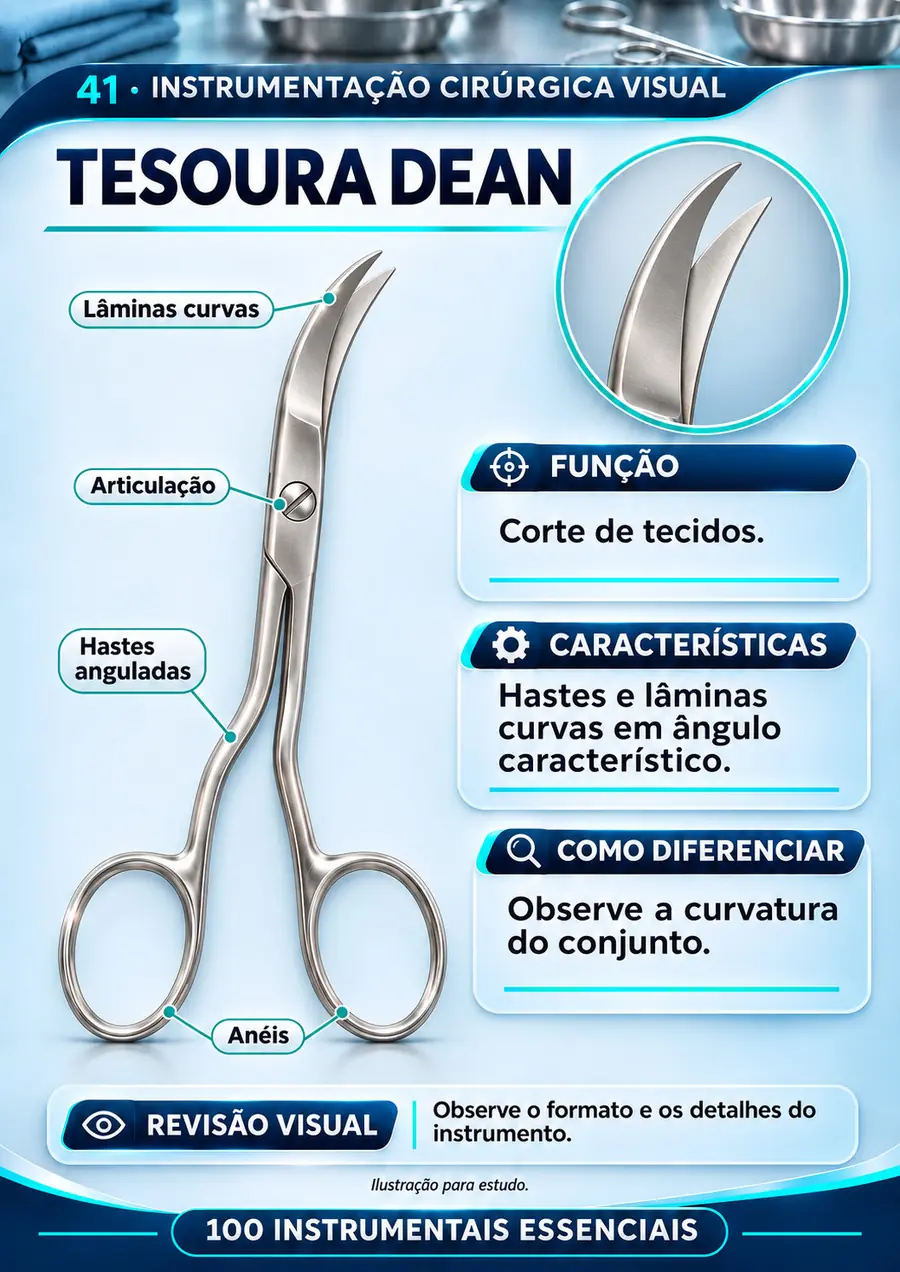 41 · INSTRUMENTAÇÃO CIRÚRGICA VISUAL
TESOURA DEAN
Lâminas curvas
Articulação
Hastes
anguladas
Anéis
FUNÇÃO
Corte de tecidos.
CARACTERÍSTICAS
Hastes e lâminas
curvas em ângulo
característico.
COMO DIFERENCIAR
Observe a curvatura
do conjunto.
REVISÃO VISUAL
Observe o formato e os detalhes do
instrumento.
Ilustração para estudo.
100 INSTRUMENTAIS ESSENCIAIS